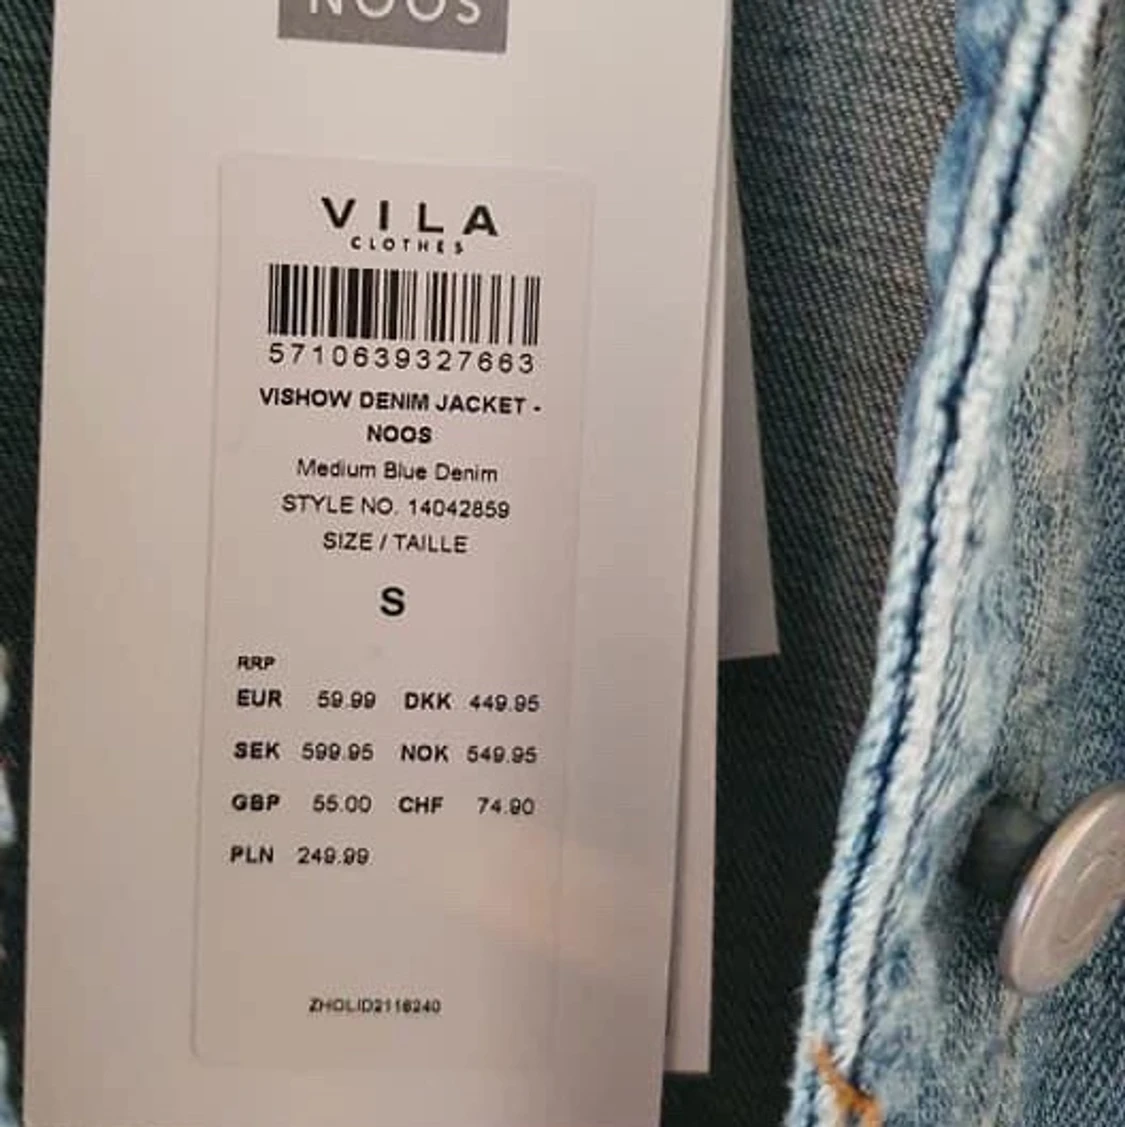 NOOS
VILA
CLOTHES
5710639327663
VISHOW DENIM JACKET -
NOOS
Medium Blue Denim
STYLE NO. 14042859
SIZE / TAILLE
S
RRP
EUR 59.99 DKK 449.95
SEK 599.95 NOK 549.95
GBP 55.00 CHF 74.90
PLN 249.99
ZHOLID2116240